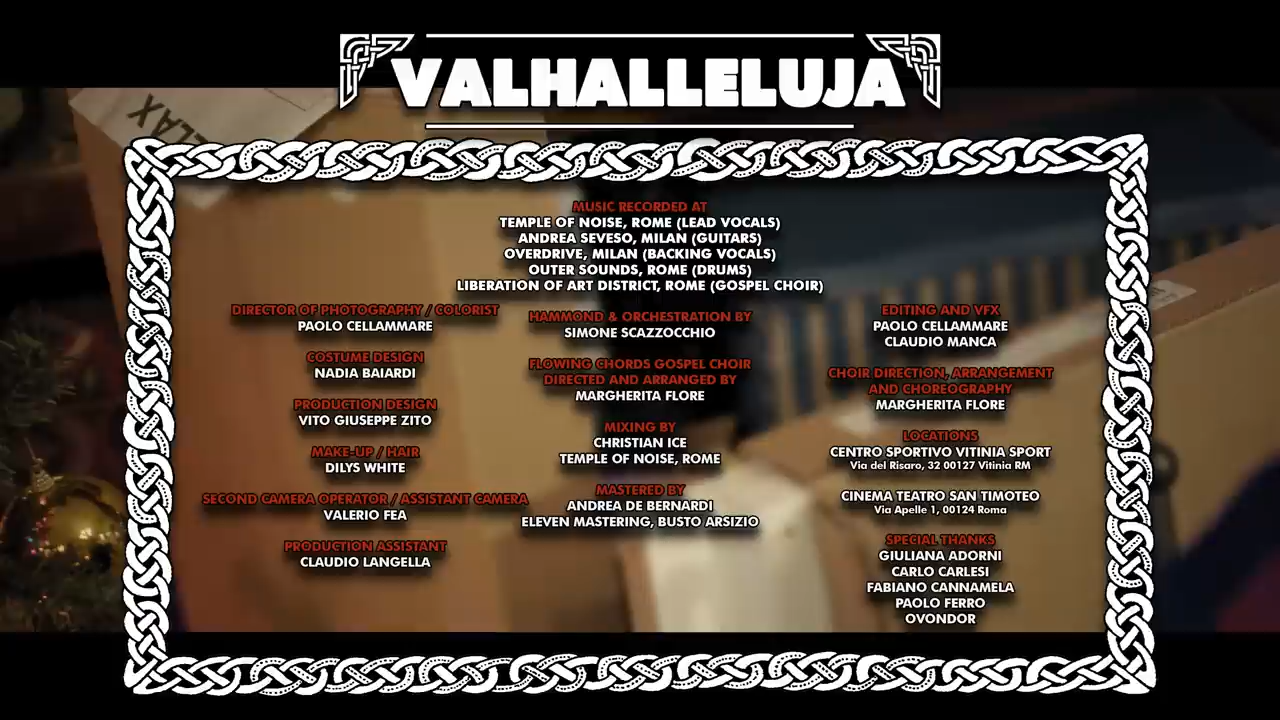 VALHALLELUJA
MUSIC RECORDED AT
TEMPLE OF NOISE, ROME (LEAD VOCALS)
ANDREA SEVESO, MILAN (GUITARS)
OVERDRIVE, MILAN (BACKING VOCALS)
OUTER SOUNDS, ROME (DRUMS)
LIBERATION OF ART DISTRICT, ROME (GOSPEL CHOIR)
DIRECTOR OF PHOTOGRAPHY / COLORIST
PAOLO CELLAMMARE
COSTUME DESIGN
NADIA BAIARDI
PRODUCTION DESIGN
VITO GIUSEPPE ZITO
MAKE-UP / HAIR
DILYS WHITE
SECOND CAMERA OPERATOR / ASSISTANT CAMERA
VALERIO FEA
PRODUCTION ASSISTANT
CLAUDIO LANGELLA
HAMMOND & ORCHESTRATION BY
SIMONE SCAZZOCCHIO
FLOWING CHORDS GOSPEL CHOIR
DIRECTED AND ARRANGED BY
MARGHERITA FLORE
MIXING BY
CHRISTIAN ICE
TEMPLE OF NOISE, ROME
MASTERED BY
ANDREA DE BERNARDI
ELEVEN MASTERING, BUSTO ARSIZIO
EDITING AND VFX
PAOLO CELLAMMARE
CLAUDIO MANCA
CHOIR DIRECTION, ARRANGEMENT
AND CHOREOGRAPHY
MARGHERITA FLORE
LOCATIONS
CENTRO SPORTIVO VITINIA SPORT
Via del Risaro, 32 00127 Vitinia RM
CINEMA TEATRO SAN TIMOTEO
Via Apelle 1, 00124 Roma
SPECIAL THANKS
GIULIANA ADORNI
CARLO CARLESI
FABIANO CANNAMELA
PAOLO FERRO
OVONDOR